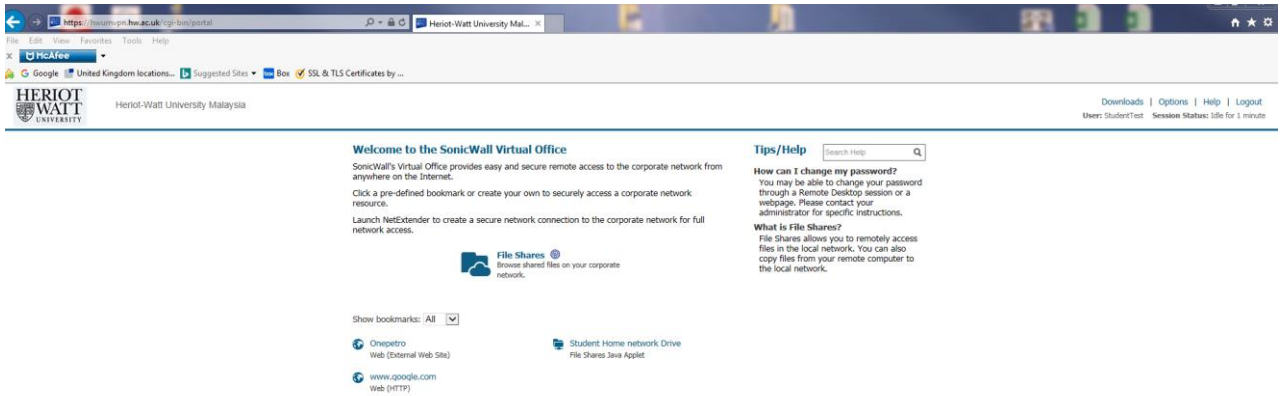 https://hwumvpn.hw.ac.uk/cgi-bin/portal
Heriot-Watt University Mal...
File Edit View Favorites Tools Help
x McAfee
Google United Kingdom locations... Suggested Sites Box SSL & TLS Certificates by ...
HERIOT
WATT
UNIVERSITY
Heriot-Watt University Malaysia
Downloads | Options | Help | Logout
User: StudentTest Session Status: Idle for 1 minute
Welcome to the SonicWall Virtual Office
SonicWall's Virtual Office provides easy and secure remote access to the corporate network from
anywhere on the Internet.
Click a pre-defined bookmark or create your own to securely access a corporate network
resource.
Launch NetExtender to create a secure network connection to the corporate network for full
network access.
File Shares
Browse shared files on your corporate
network.
Show bookmarks: All
Onepetro
Web (External Web Site)
Student Home network Drive
File Shares Java Applet
www.google.com
Web (HTTP)
Tips/Help
Search Help
How can I change my password?
You may be able to change your password
through a Remote Desktop session or a
webpage. Please contact your
administrator for specific instructions.
What is File Shares?
File Shares allows you to remotely access
files in the local network. You can also
copy files from your remote computer to
the local network.